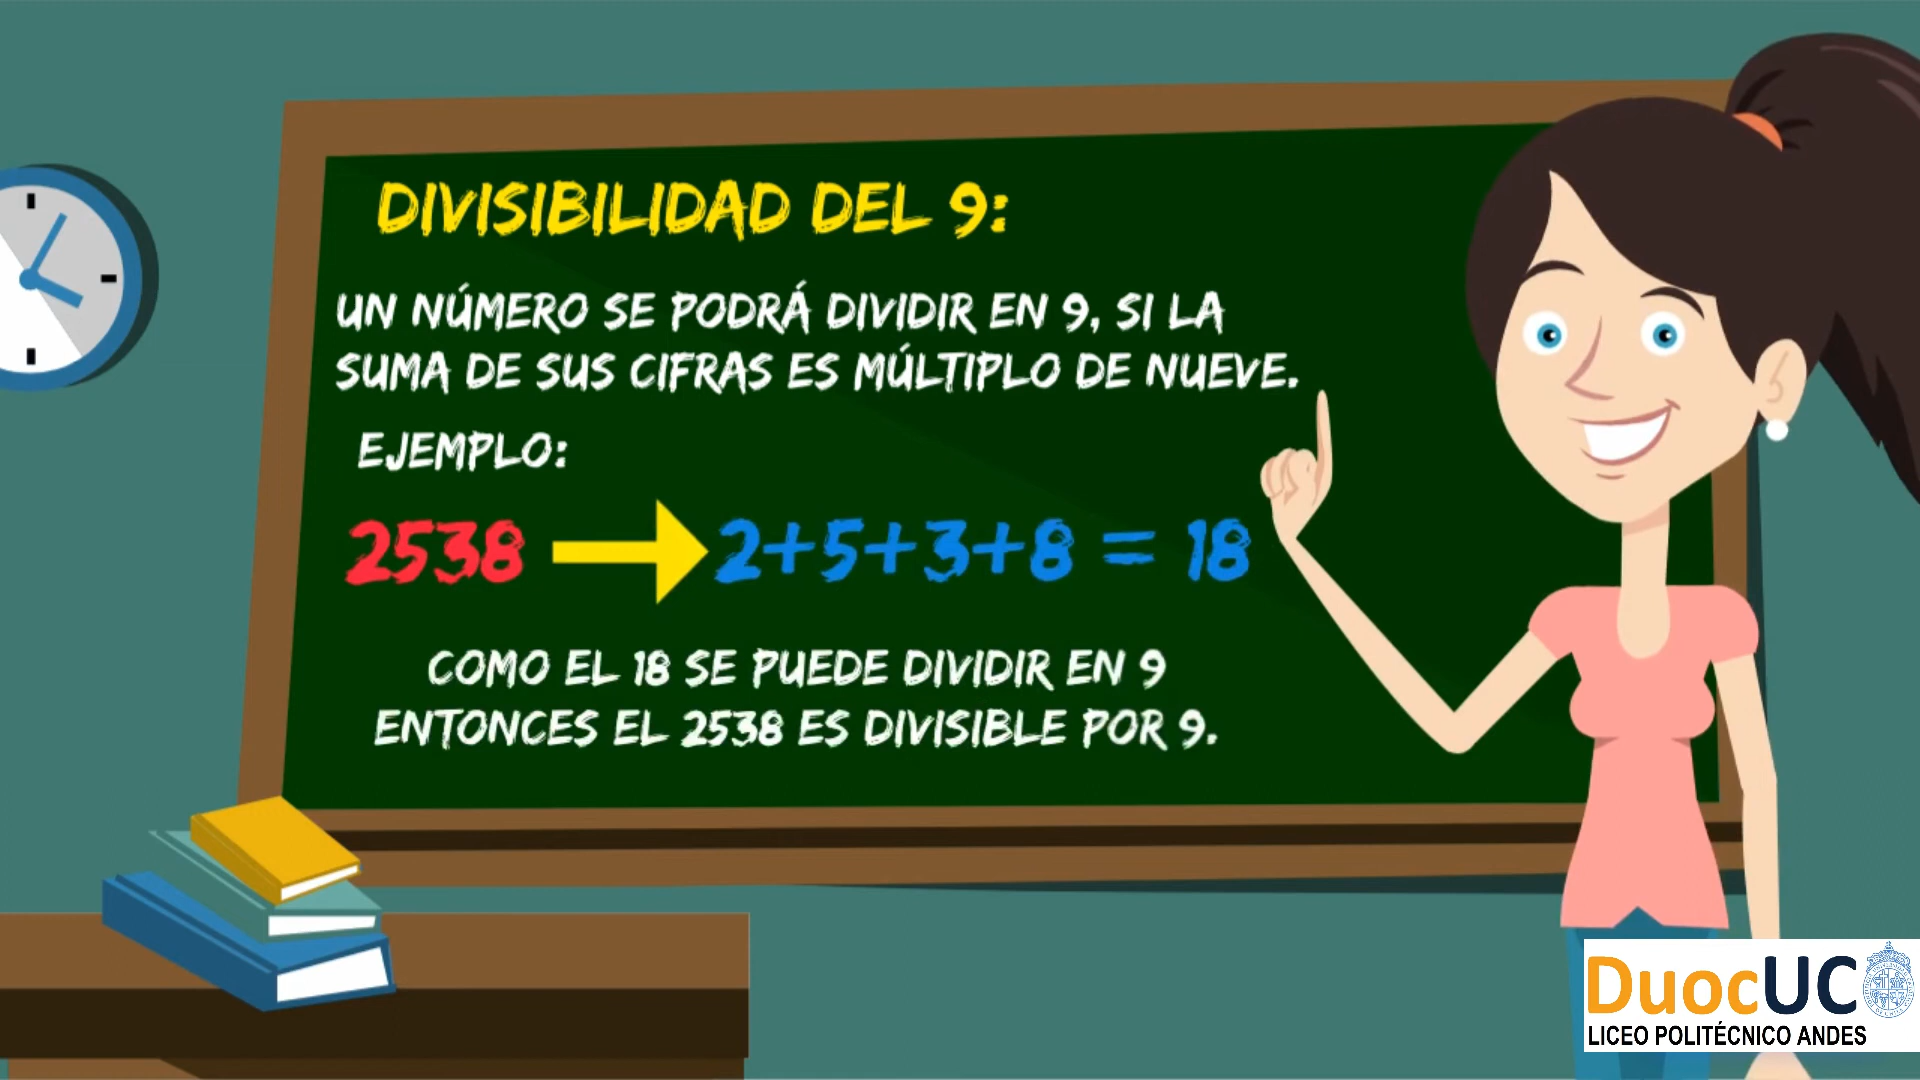 DIVISIBILIDAD DEL 9:
UN NÚMERO SE PODRÁ DIVIDIR EN 9, SI LA
SUMA DE SUS CIFRAS ES MÚLTIPLO DE NUEVE.
EJEMPLO:
2538 → 2+5+3+8 = 18
COMO EL 18 SE PUEDE DIVIDIR EN 9
ENTONCES EL 2538 ES DIVISIBLE POR 9.
DuocUC
LICEO POLITÉCNICO ANDES